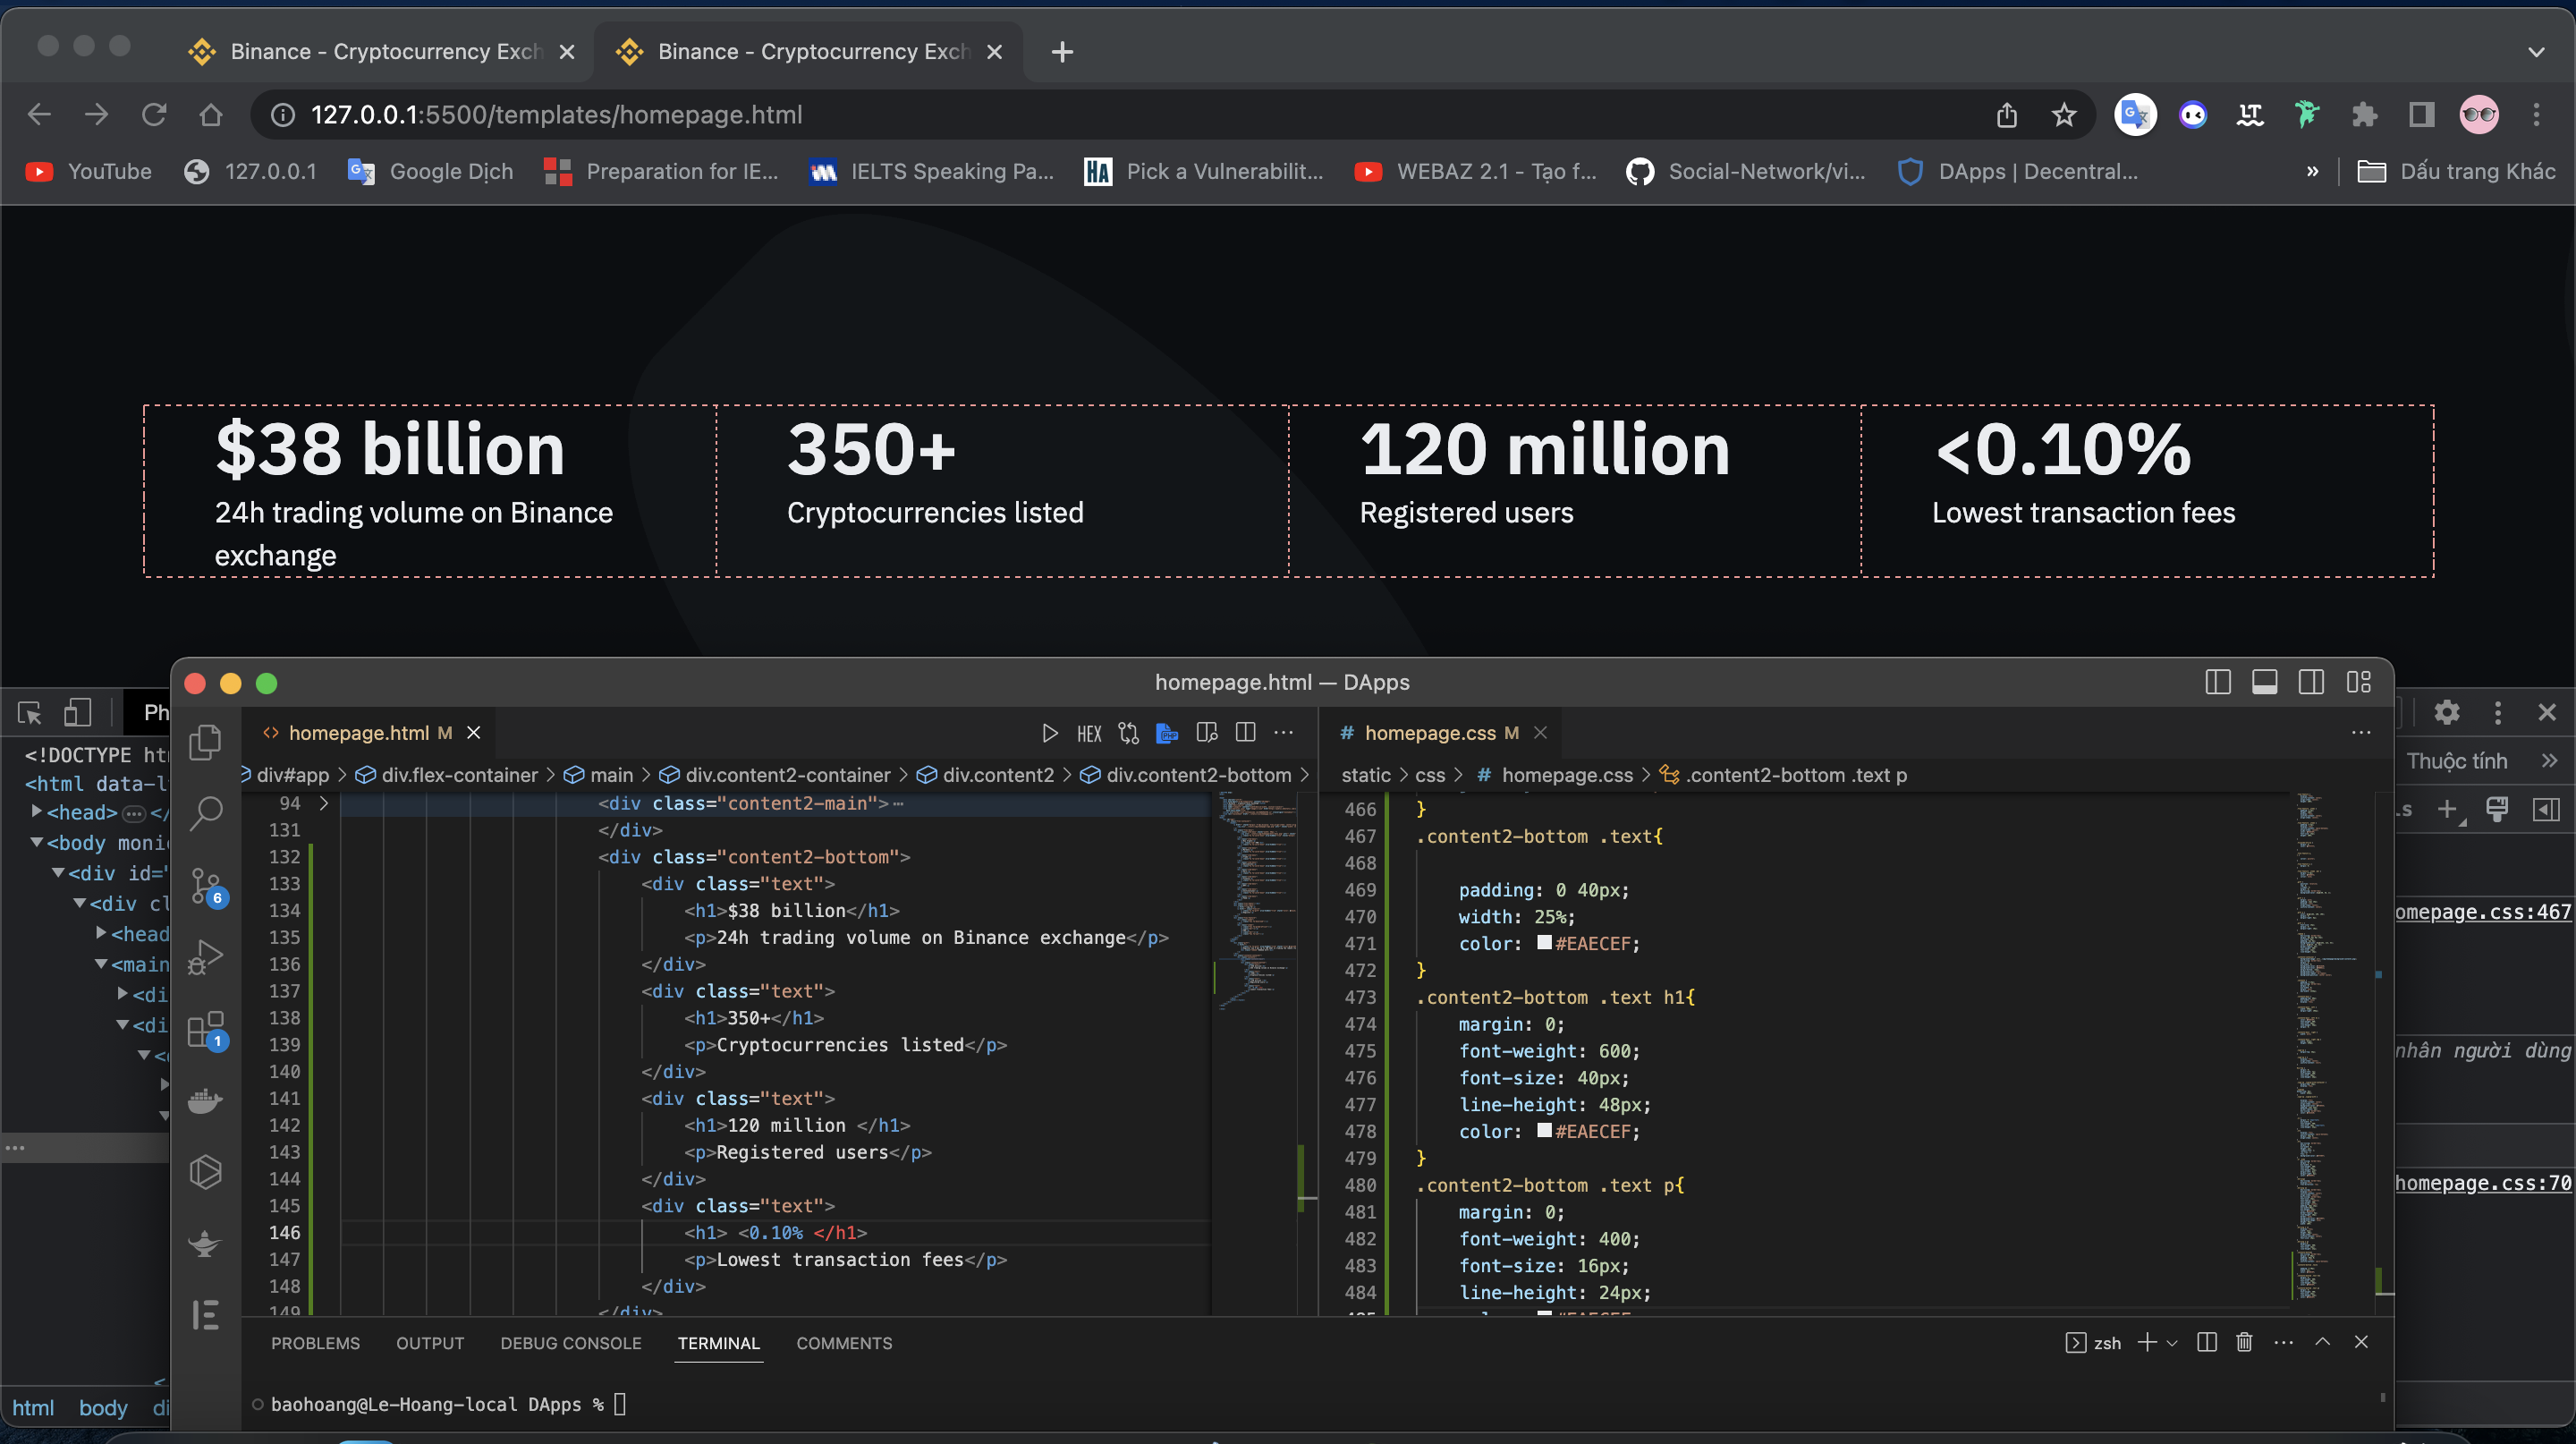 Binance - Cryptocurrency Exch
Binance - Cryptocurrency Exch
127.0.0.1:5500/templates/homepage.html
YouTube
127.0.0.1
Google Dịch
Preparation for IE...
IELTS Speaking Pa...
HA Pick a Vulnerabilit...
WEBAZ 2.1 - Tạo f...
Social-Network/vi...
DApps | Decentral...
»
Dấu trang Khác
$38 billion
24h trading volume on Binance
exchange
350+
Cryptocurrencies listed
120 million
Registered users
<0.10%
Lowest transaction fees
homepage.html — DApps
Ph
<!DOCTYPE ht
<html data-l
<head> … </
<body moni
<div id="
<div cl
<head
<main
<di
<di
html body di
homepage.html M
HEX
div#app > div.flex-container > main > div.content2-container > div.content2 > div.content2-bottom >
94 <div class="content2-main"> …
131 </div>
132 <div class="content2-bottom">
133 <div class="text">
134 <h1>$38 billion</h1>
135 <p>24h trading volume on Binance exchange</p>
136 </div>
137 <div class="text">
138 <h1>350+</h1>
139 <p>Cryptocurrencies listed</p>
140 </div>
141 <div class="text">
142 <h1>120 million </h1>
143 <p>Registered users</p>
144 </div>
145 <div class="text">
146 <h1> <0.10% </h1>
147 <p>Lowest transaction fees</p>
148 </div>
149 </div>
# homepage.css M
static > css > # homepage.css > .content2-bottom .text p
466 }
467 .content2-bottom .text{
468
469 padding: 0 40px;
470 width: 25%;
471 color: #EAECEF;
472 }
473 .content2-bottom .text h1{
474 margin: 0;
475 font-weight: 600;
476 font-size: 40px;
477 line-height: 48px;
478 color: #EAECEF;
479 }
480 .content2-bottom .text p{
481 margin: 0;
482 font-weight: 400;
483 font-size: 16px;
484 line-height: 24px;
6
1
PROBLEMS OUTPUT DEBUG CONSOLE TERMINAL COMMENTS
zsh
baohoang@Le-Hoang-local DApps %
Thuộc tính »
omepage.css:467
nhân người dùng
homepage.css:70